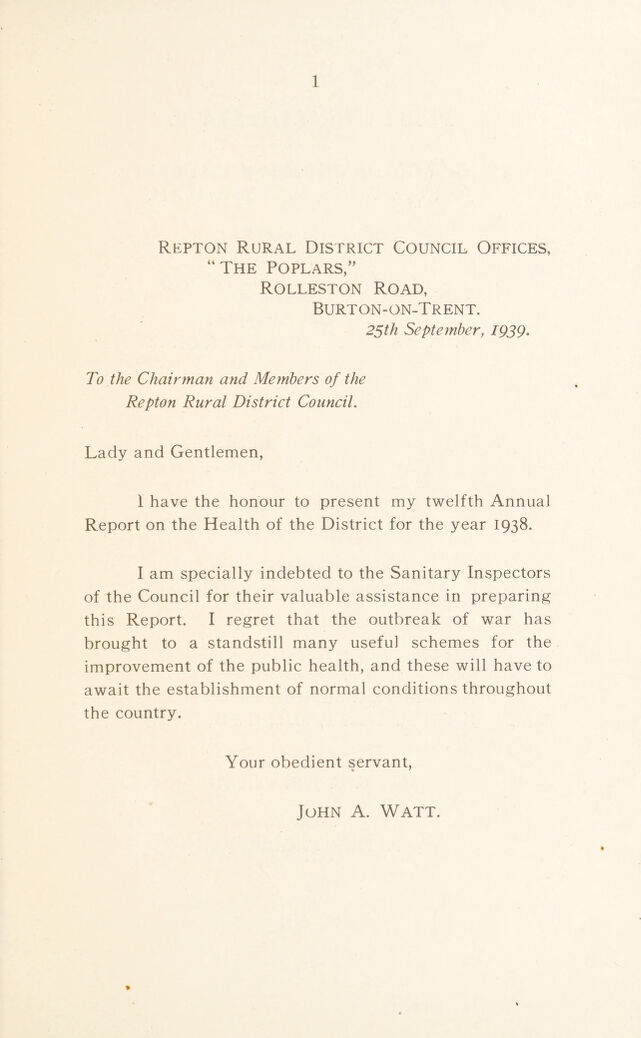 1
Repton Rural District Council Offices,
“The Poplars,”
Rolleston Road,
Burton-on-Trent.
25th September, 1939.
To the Chairman and Members of the
Repton Rural District Council.
Lady and Gentlemen,
I have the honour to present my twelfth Annual
Report on the Health of the District for the year 1938.
I am specially indebted to the Sanitary Inspectors
of the Council for their valuable assistance in preparing
this Report. I regret that the outbreak of war has
brought to a standstill many useful schemes for the
improvement of the public health, and these will have to
await the establishment of normal conditions throughout
the country.
Your obedient servant,
John A. Watt.